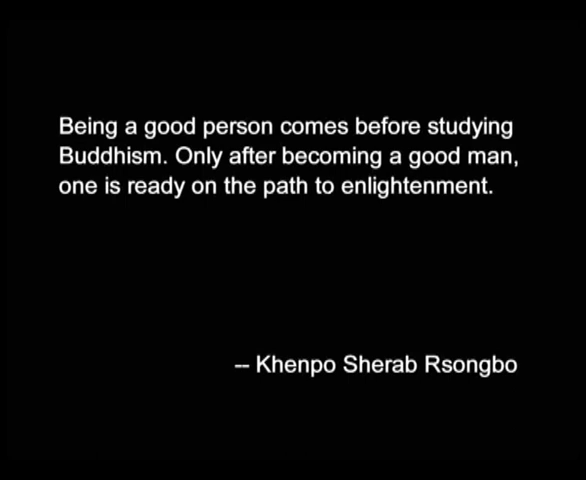 Being a good person comes before studying
Buddhism. Only after becoming a good man,
one is ready on the path to enlightenment.
-- Khenpo Sherab Rsongbo